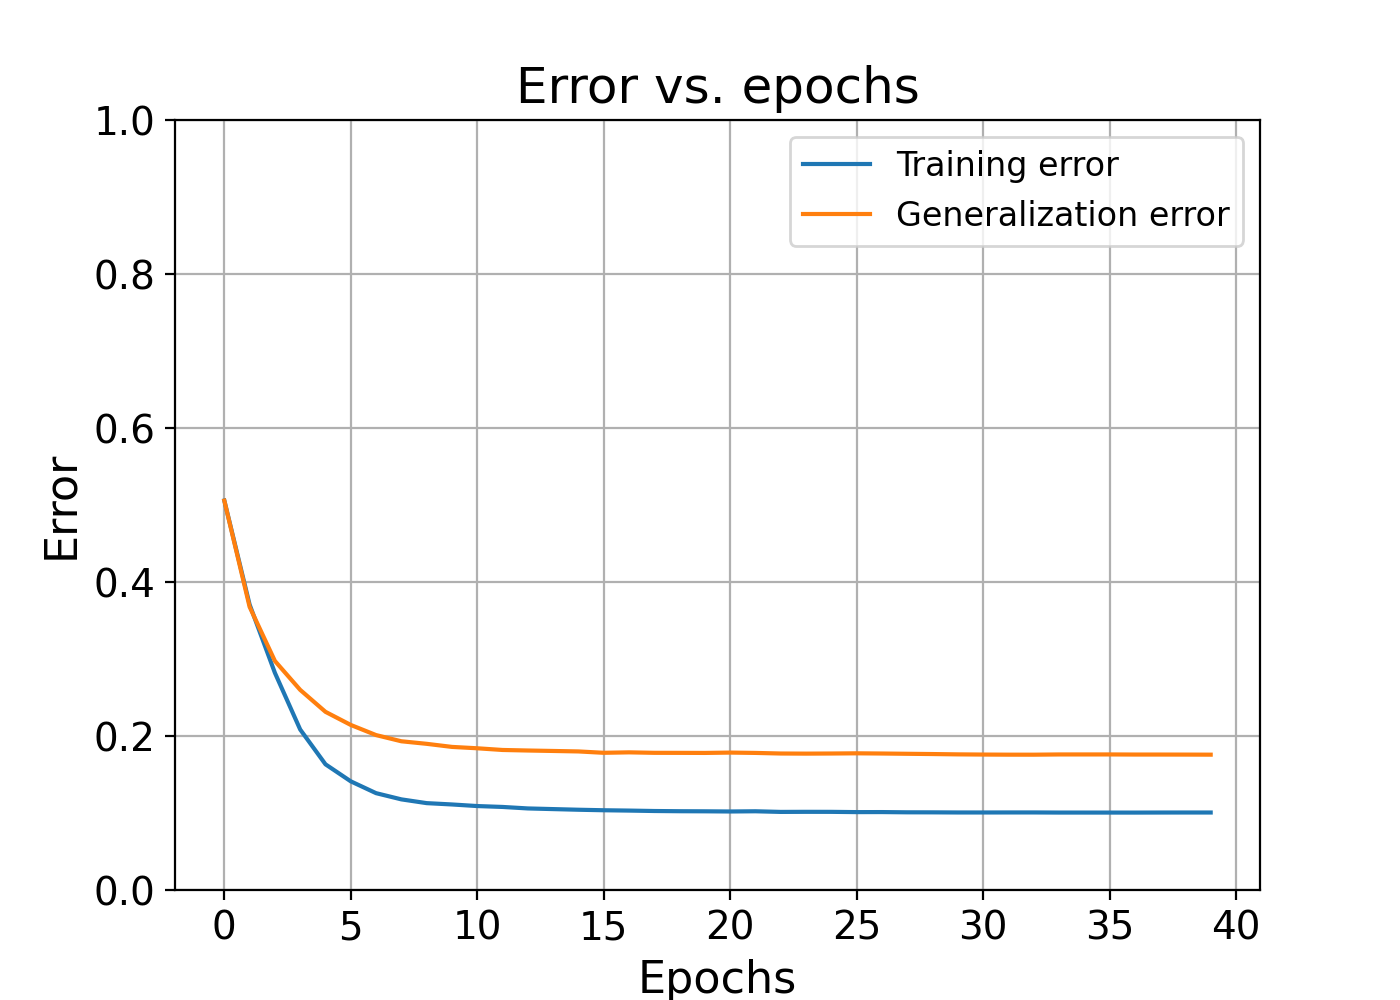 Error vs. epochs
1.0
0.8
0.6
0.4
0.2
0.0
Error
Training error
Generalization error
0 5 10 15 20 25 30 35 40
Epochs